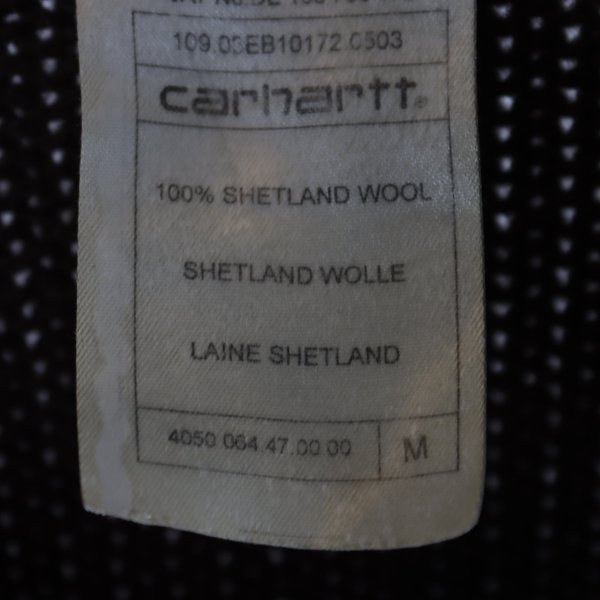 109.03EB10172.0503
carhartt®
100% SHETLAND WOOL
SHETLAND WOLLE
LAINE SHETLAND
4050 064.47.00 00 M